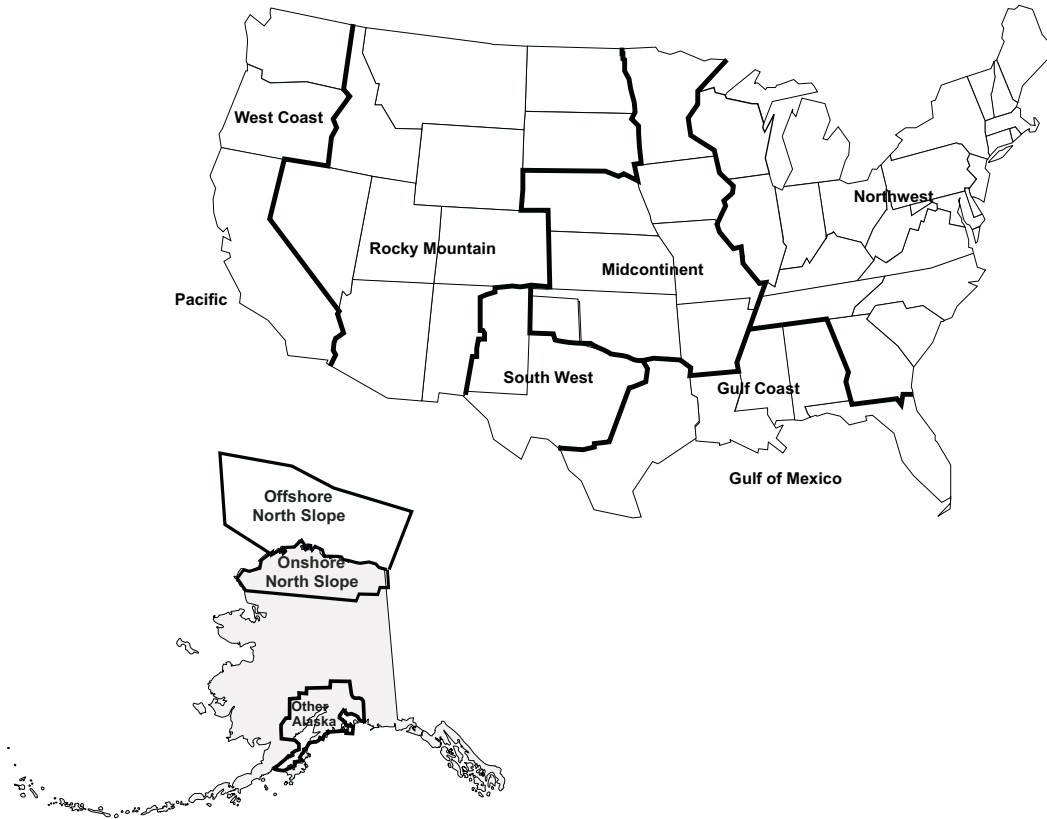 West Coast
Northwest
Rocky Mountain
Midcontinent
Pacific
South West
Gulf Coast
Gulf of Mexico
Offshore
North Slope
Onshore
North Slope
Other
Alaska